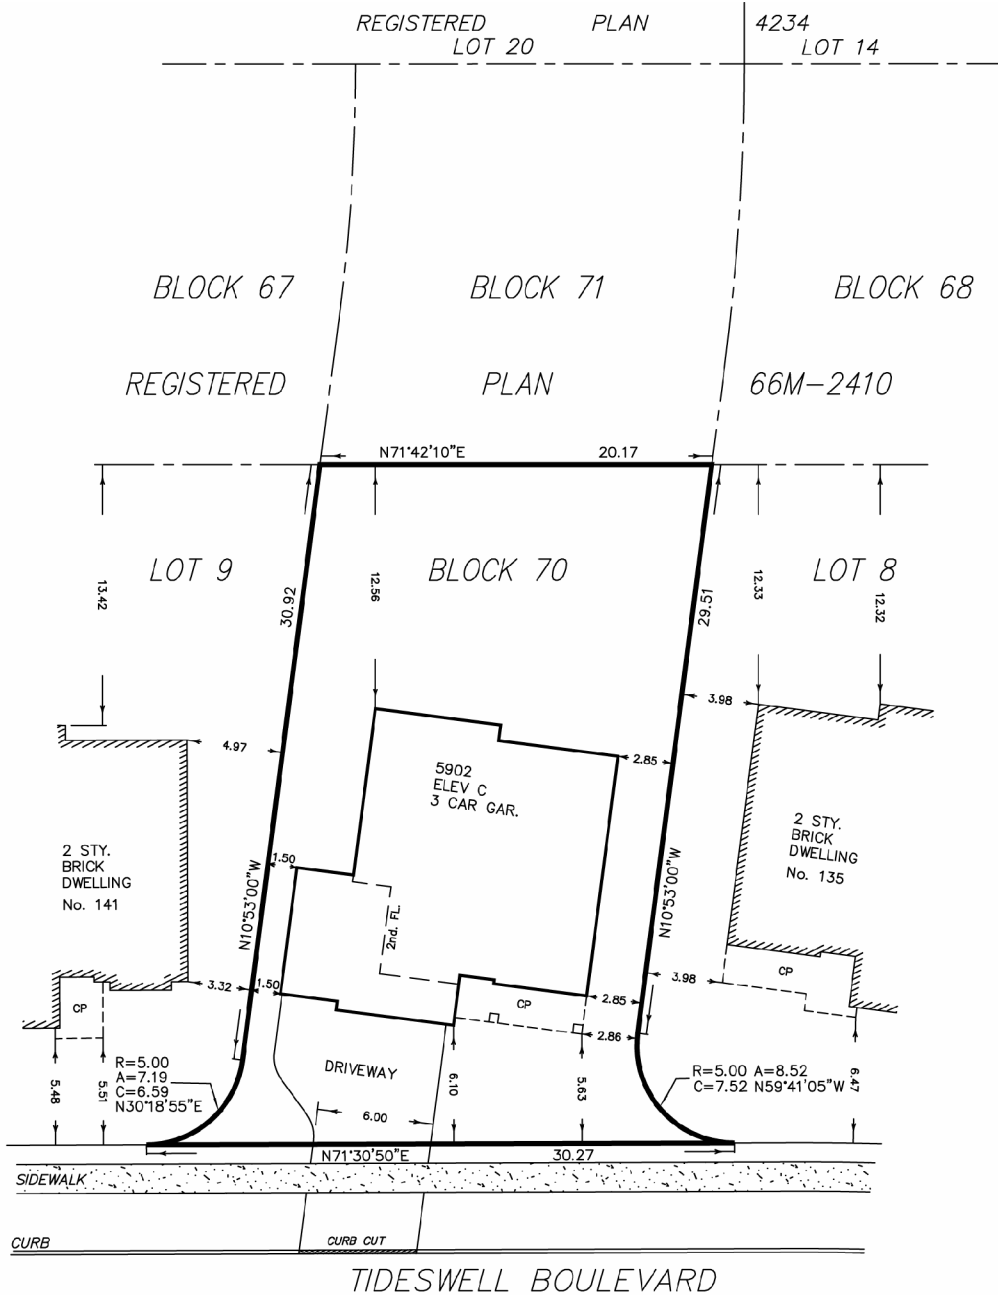 REGISTERED PLAN 4234
LOT 20 LOT 14
BLOCK 67 BLOCK 71 BLOCK 68
REGISTERED PLAN 66M-2410
N71°42'10"E 20.17
LOT 9 BLOCK 70 LOT 8
13.42
30.92
12.56
29.51
12.33
12.32
3.98
4.97
2.85
5902
ELEV C
3 CAR GAR.
2 STY.
BRICK
DWELLING
No. 141
2 STY.
BRICK
DWELLING
No. 135
1.50
N10°53'00"W
2nd. FL.
N10°53'00"W
CP
3.32
1.50
CP
2.85
3.98
CP
2.86
R=5.00
A=7.19
C=6.59
N30°18'55"E
DRIVEWAY
R=5.00 A=8.52
C=7.52 N59°41'05"W
5.48
5.51
6.00
6.10
5.63
6.47
N71°30'50"E 30.27
SIDEWALK
CURB
CURB CUT
TIDESWELL BOULEVARD